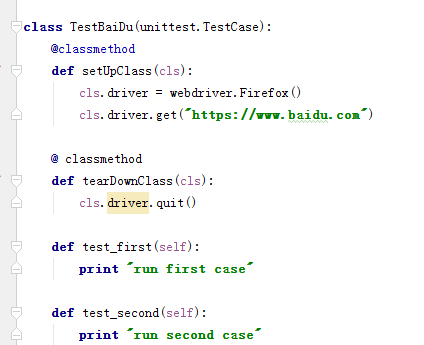 class TestBaiDu(unittest.TestCase):
@classmethod
def setUpClass(cls):
cls.driver = webdriver.Firefox()
cls.driver.get("https://www.baidu.com")
@ classmethod
def tearDownClass(cls):
cls.driver.quit()
def test_first(self):
print "run first case"
def test_second(self):
print "run second case"